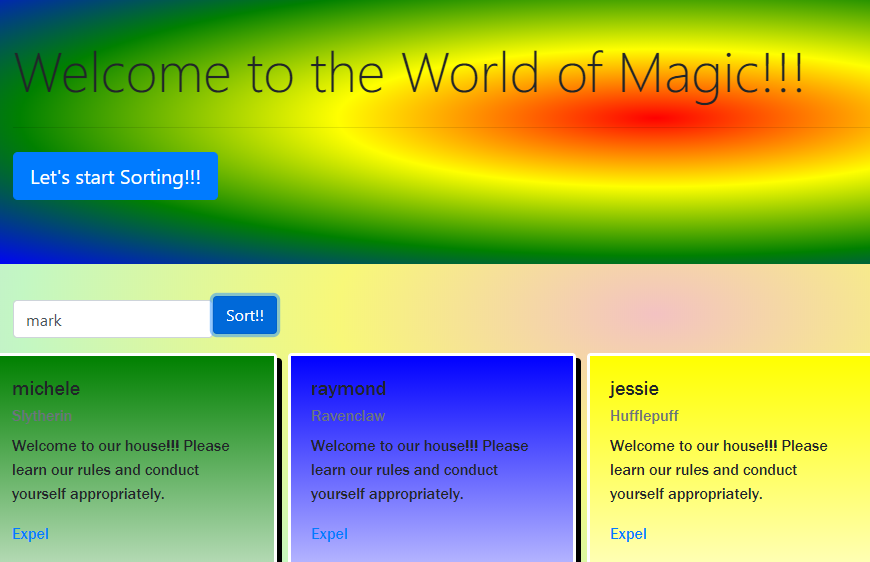 Welcome to the World of Magic!!!
Let's start Sorting!!!
mark
Sort!!
michele
Slytherin
Welcome to our house!!! Please
learn our rules and conduct
yourself appropriately.
Expel
raymond
Ravenclaw
Welcome to our house!!! Please
learn our rules and conduct
yourself appropriately.
Expel
jessie
Hufflepuff
Welcome to our house!!! Please
learn our rules and conduct
yourself appropriately.
Expel